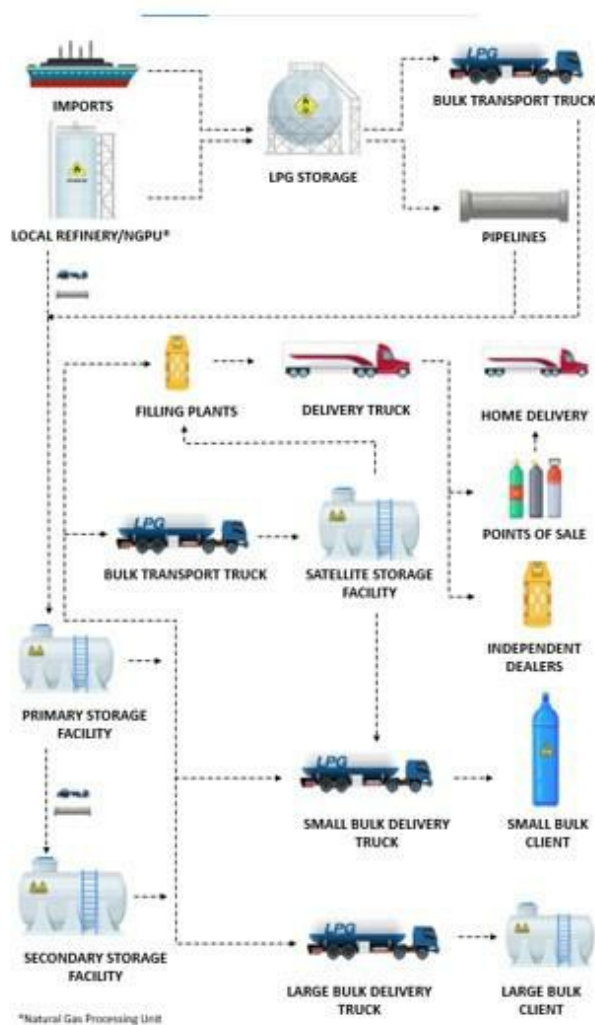 LPG
IMPORTS
BULK TRANSPORT TRUCK
LPG STORAGE
LOCAL REFINERY/NGPU*
PIPELINES
FILLING PLANTS
DELIVERY TRUCK
HOME DELIVERY
LPG
POINTS OF SALE
BULK TRANSPORT TRUCK
SATELLITE STORAGE
FACILITY
INDEPENDENT
DEALERS
PRIMARY STORAGE
FACILITY
LPG
SMALL BULK DELIVERY
TRUCK
SMALL BULK
CLIENT
SECONDARY STORAGE
FACILITY
LPG
LARGE BULK DELIVERY
TRUCK
LARGE BULK
CLIENT
*Natural Gas Processing Unit